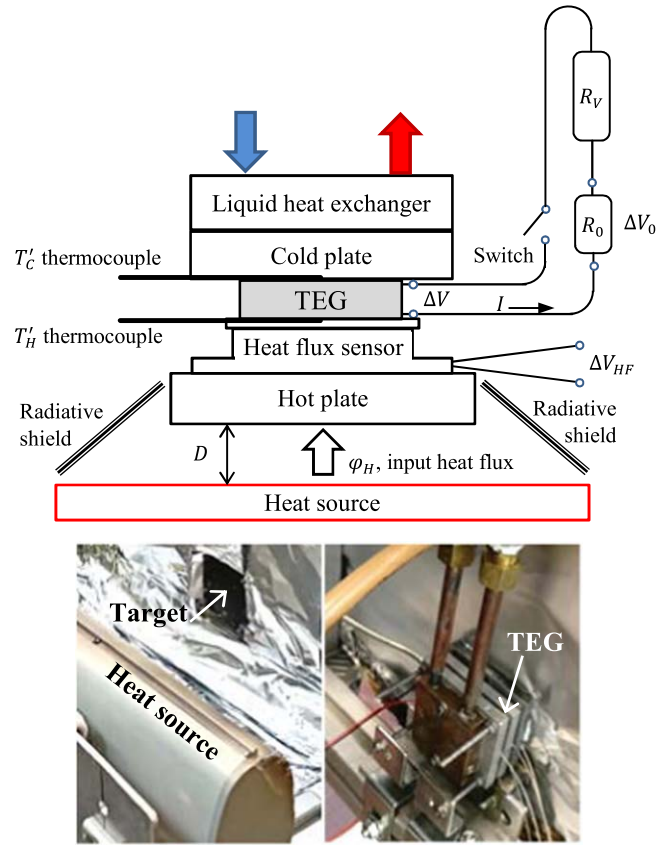 R_V
Liquid heat exchanger
R_0
ΔV_0
T'_C thermocouple
Cold plate
Switch
TEG
ΔV
I
T'_H thermocouple
Heat flux sensor
ΔV_HF
Hot plate
Radiative
shield
Radiative
shield
D
φ_H, input heat flux
Heat source
Target
Heat source
TEG